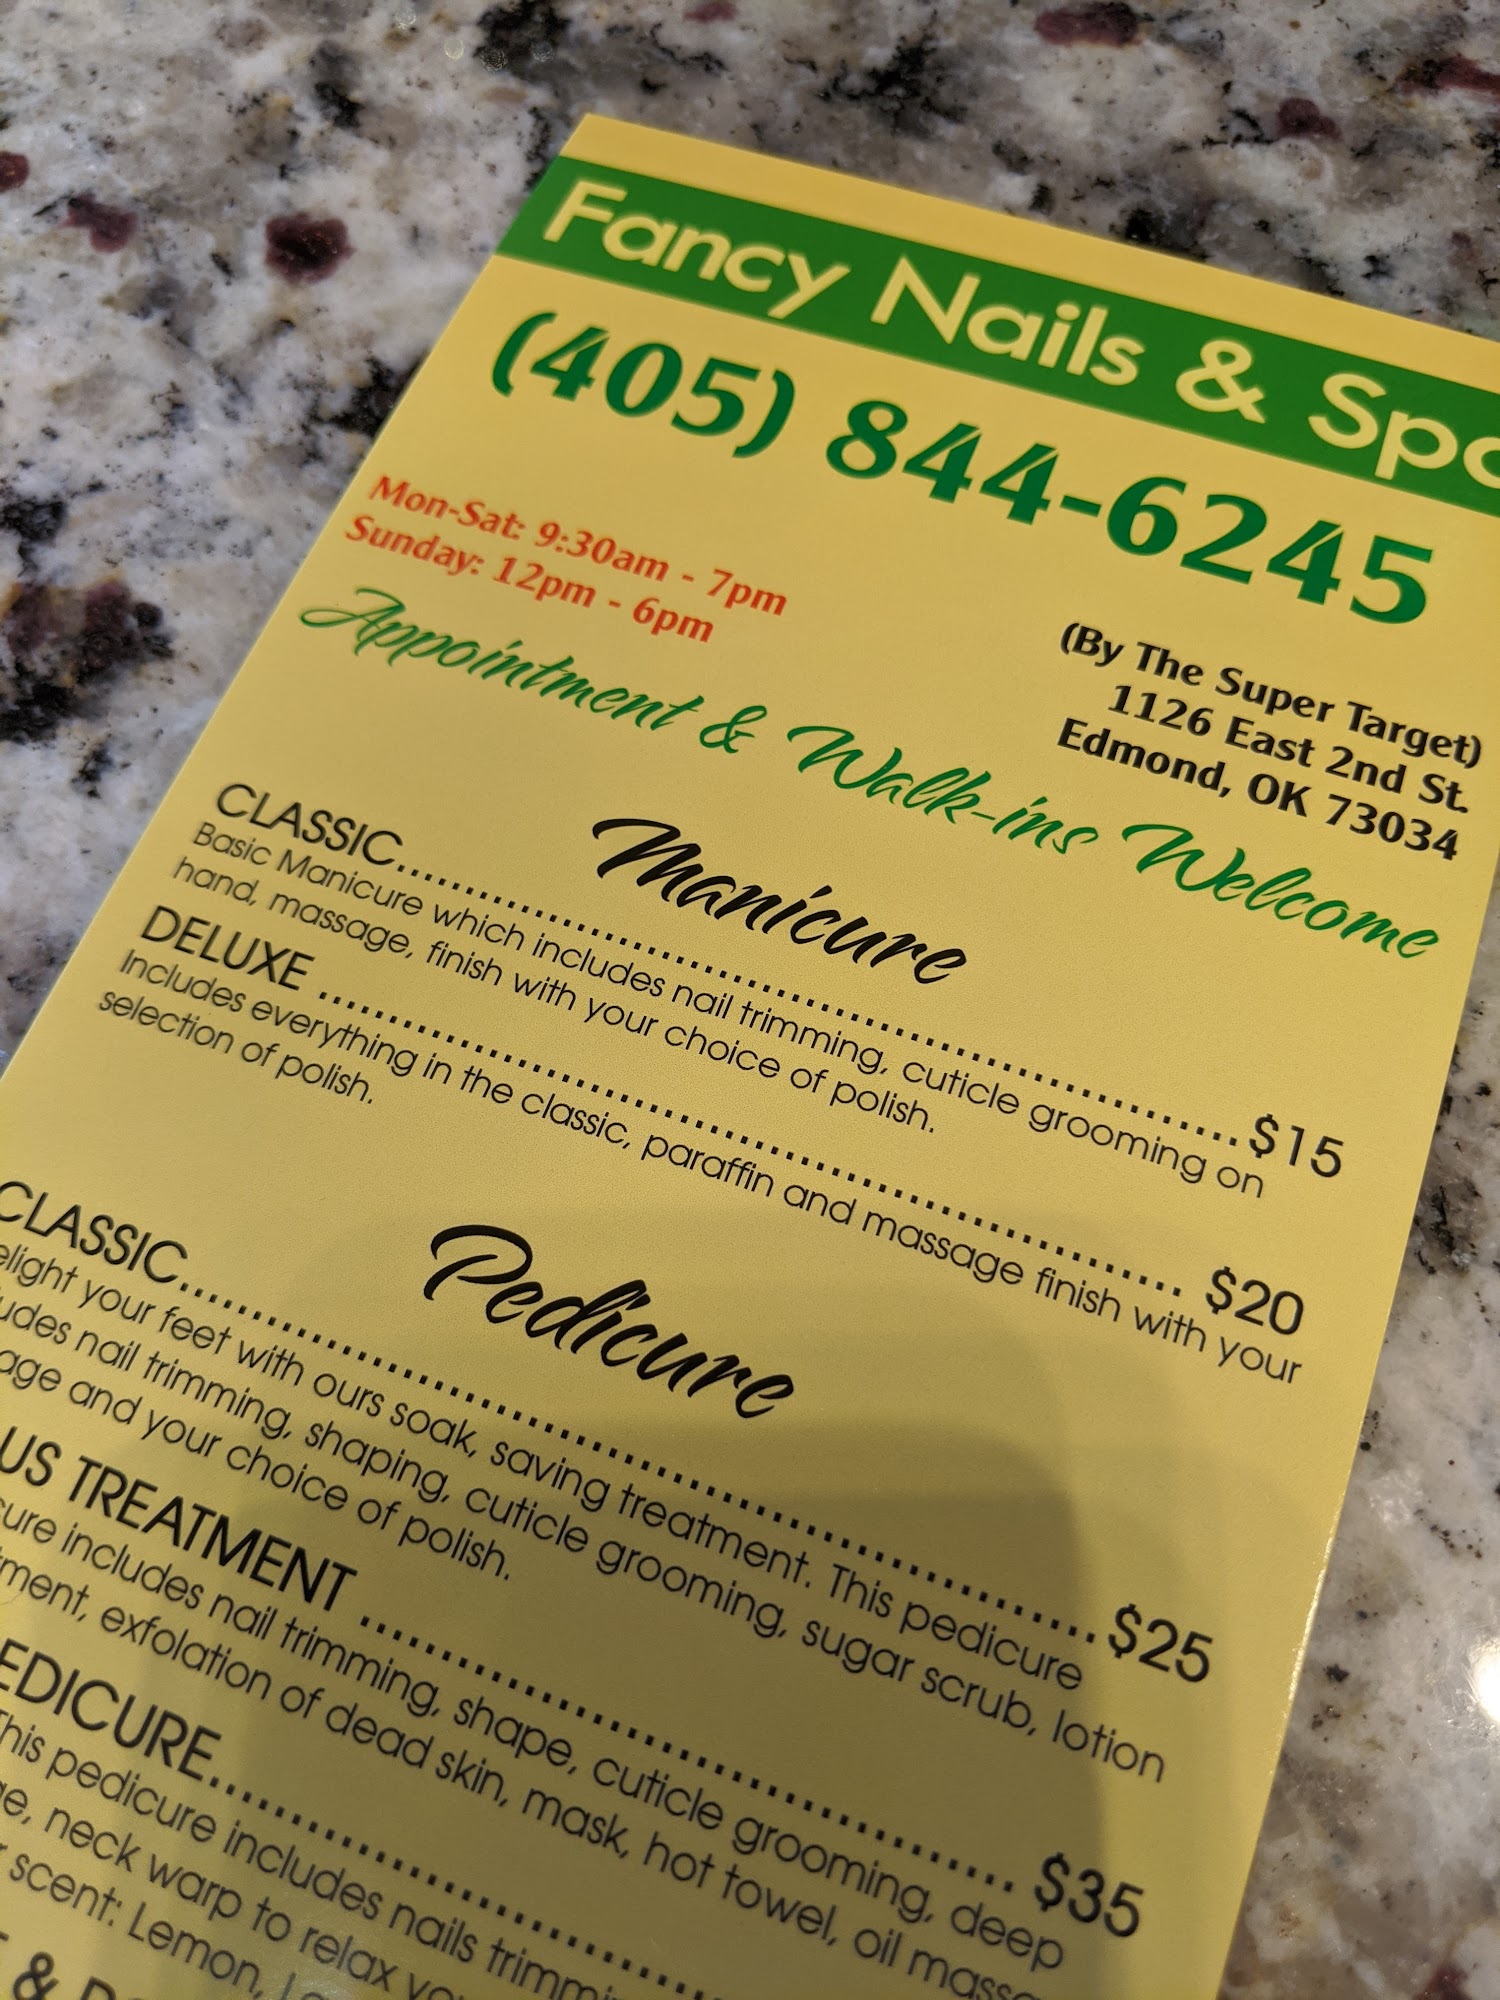 Fancy Nails & Spa
(405) 844-6245
Mon-Sat: 9:30am - 7pm
Sunday: 12pm - 6pm
(By The Super Target)
1126 East 2nd St.
Edmond, OK 73034
Appointment & Walk-ins Welcome
Manicure
CLASSIC..........$15
Basic Manicure which includes nail trimming, cuticle grooming on
hand, massage, finish with your choice of polish.
DELUXE .......... $20
Includes everything in the classic, paraffin and massage finish with your
selection of polish.
Pedicure
CLASSIC..........$25
elight your feet with ours soak, saving treatment. This pedicure
udes nail trimming, shaping, cuticle grooming, sugar scrub, lotion
age and your choice of polish.
US TREATMENT .......... $35
cure includes nail trimming, shape, cuticle grooming, deep
tment, exfolation of dead skin, mask, hot towel, oil massa
EDICURE..........
This pedicure includes nails trimmi
ge, neck warp to relax yo
r scent: Lemon,
&